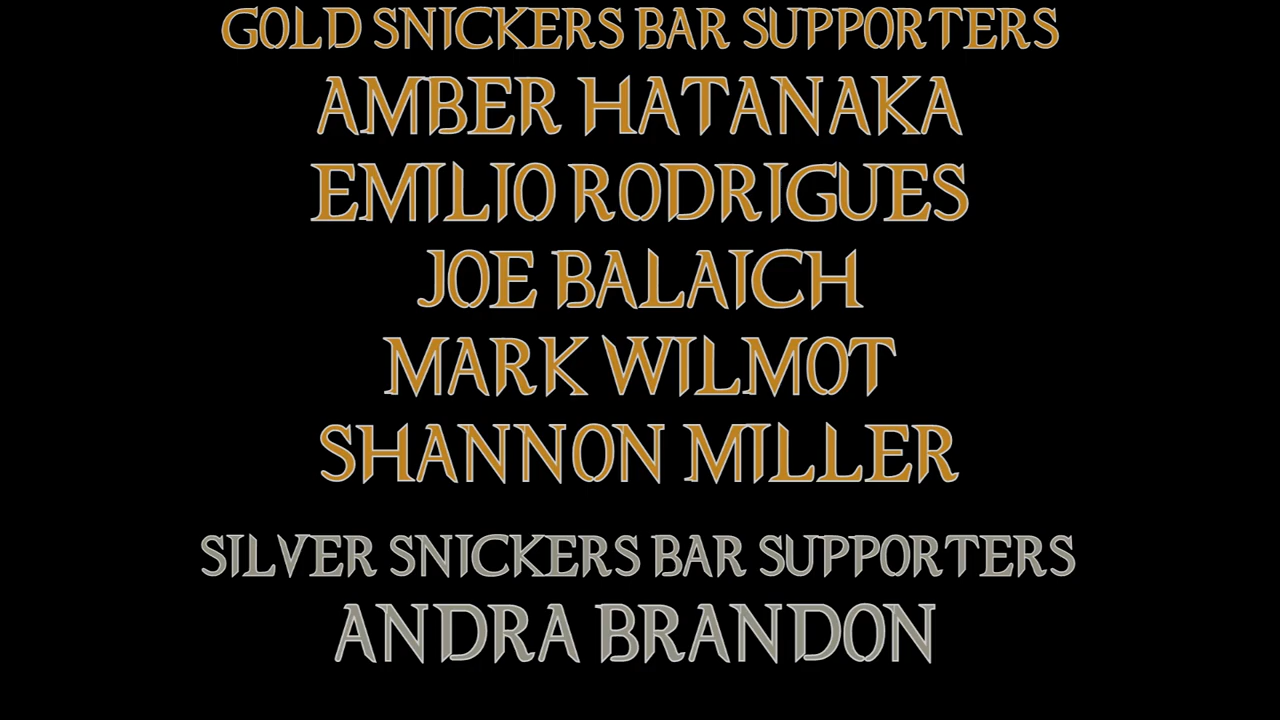 GOLD SNICKERS BAR SUPPORTERS
AMBER HATANAKA
EMILIO RODRIGUES
JOE BALAICH
MARK WILMOT
SHANNON MILLER
SILVER SNICKERS BAR SUPPORTERS
ANDRA BRANDON